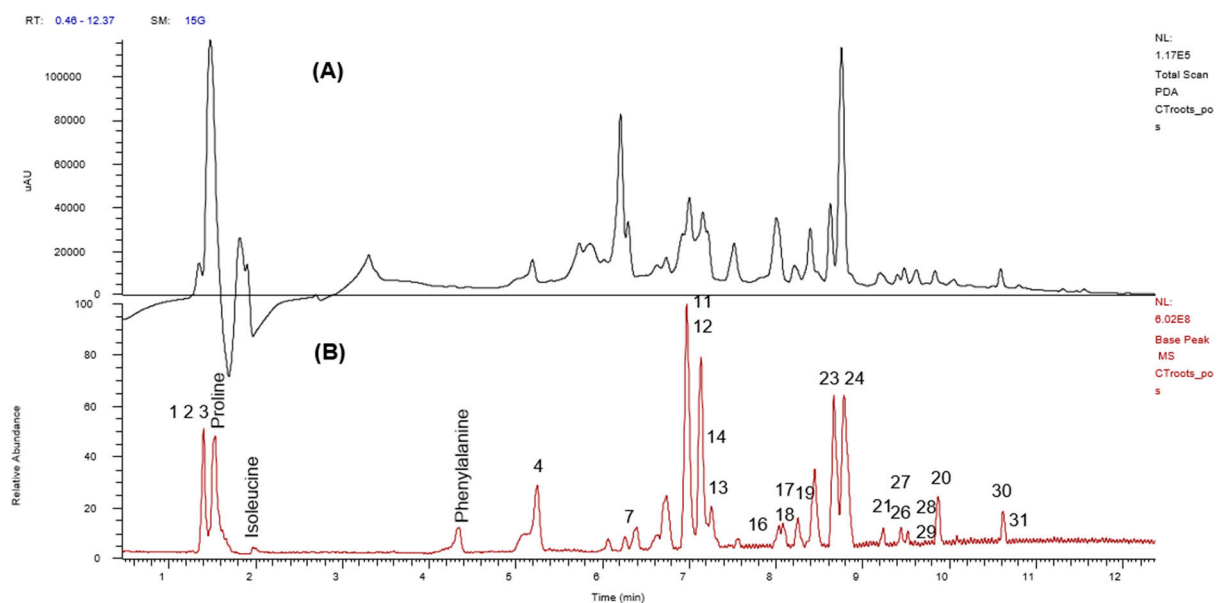 RT: 0.46 - 12.37 SM: 15G
NL:
1.17E5
Total Scan
PDA
CTroots_po
s
(A)
uAU
100000
80000
60000
40000
20000
0
NL:
6.02E8
Base Peak
MS
CTroots_po
s
(B)
Relative Abundance
100
80
60
40
20
0
1 2 3
Proline
Isoleucine
Phenylalanine
4
7
11
12
14
13
16
17
18
19
23 24
21
27
26
28
29
20
30
31
1 2 3 4 5 6 7 8 9 10 11 12
Time (min)